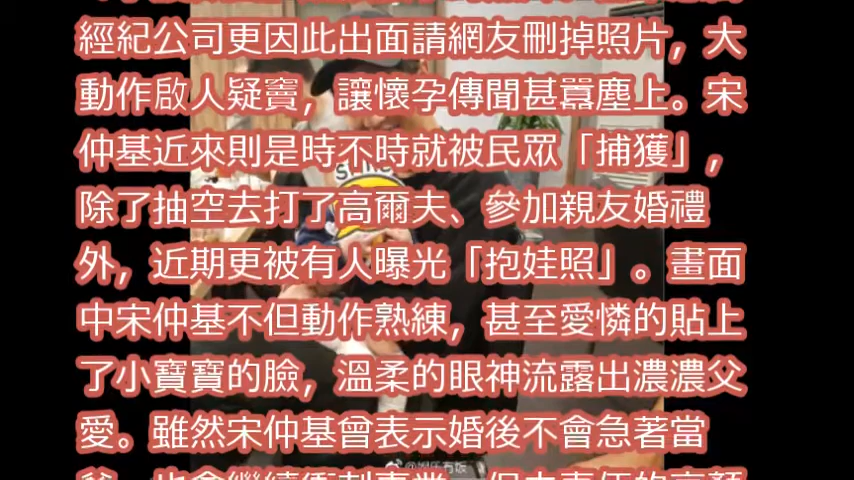 經紀公司更因此出面請網友刪掉照片，大
動作啟人疑竇，讓懷孕傳聞甚囂塵上。宋
仲基近來則是時不時就被民眾「捕獲」，
除了抽空去打了高爾夫、參加親友婚禮
外，近期更被有人曝光「抱娃照」。畫面
中宋仲基不但動作熟練，甚至愛憐的貼上
了小寶寶的臉，溫柔的眼神流露出濃濃父
愛。雖然宋仲基曾表示婚後不會急著當